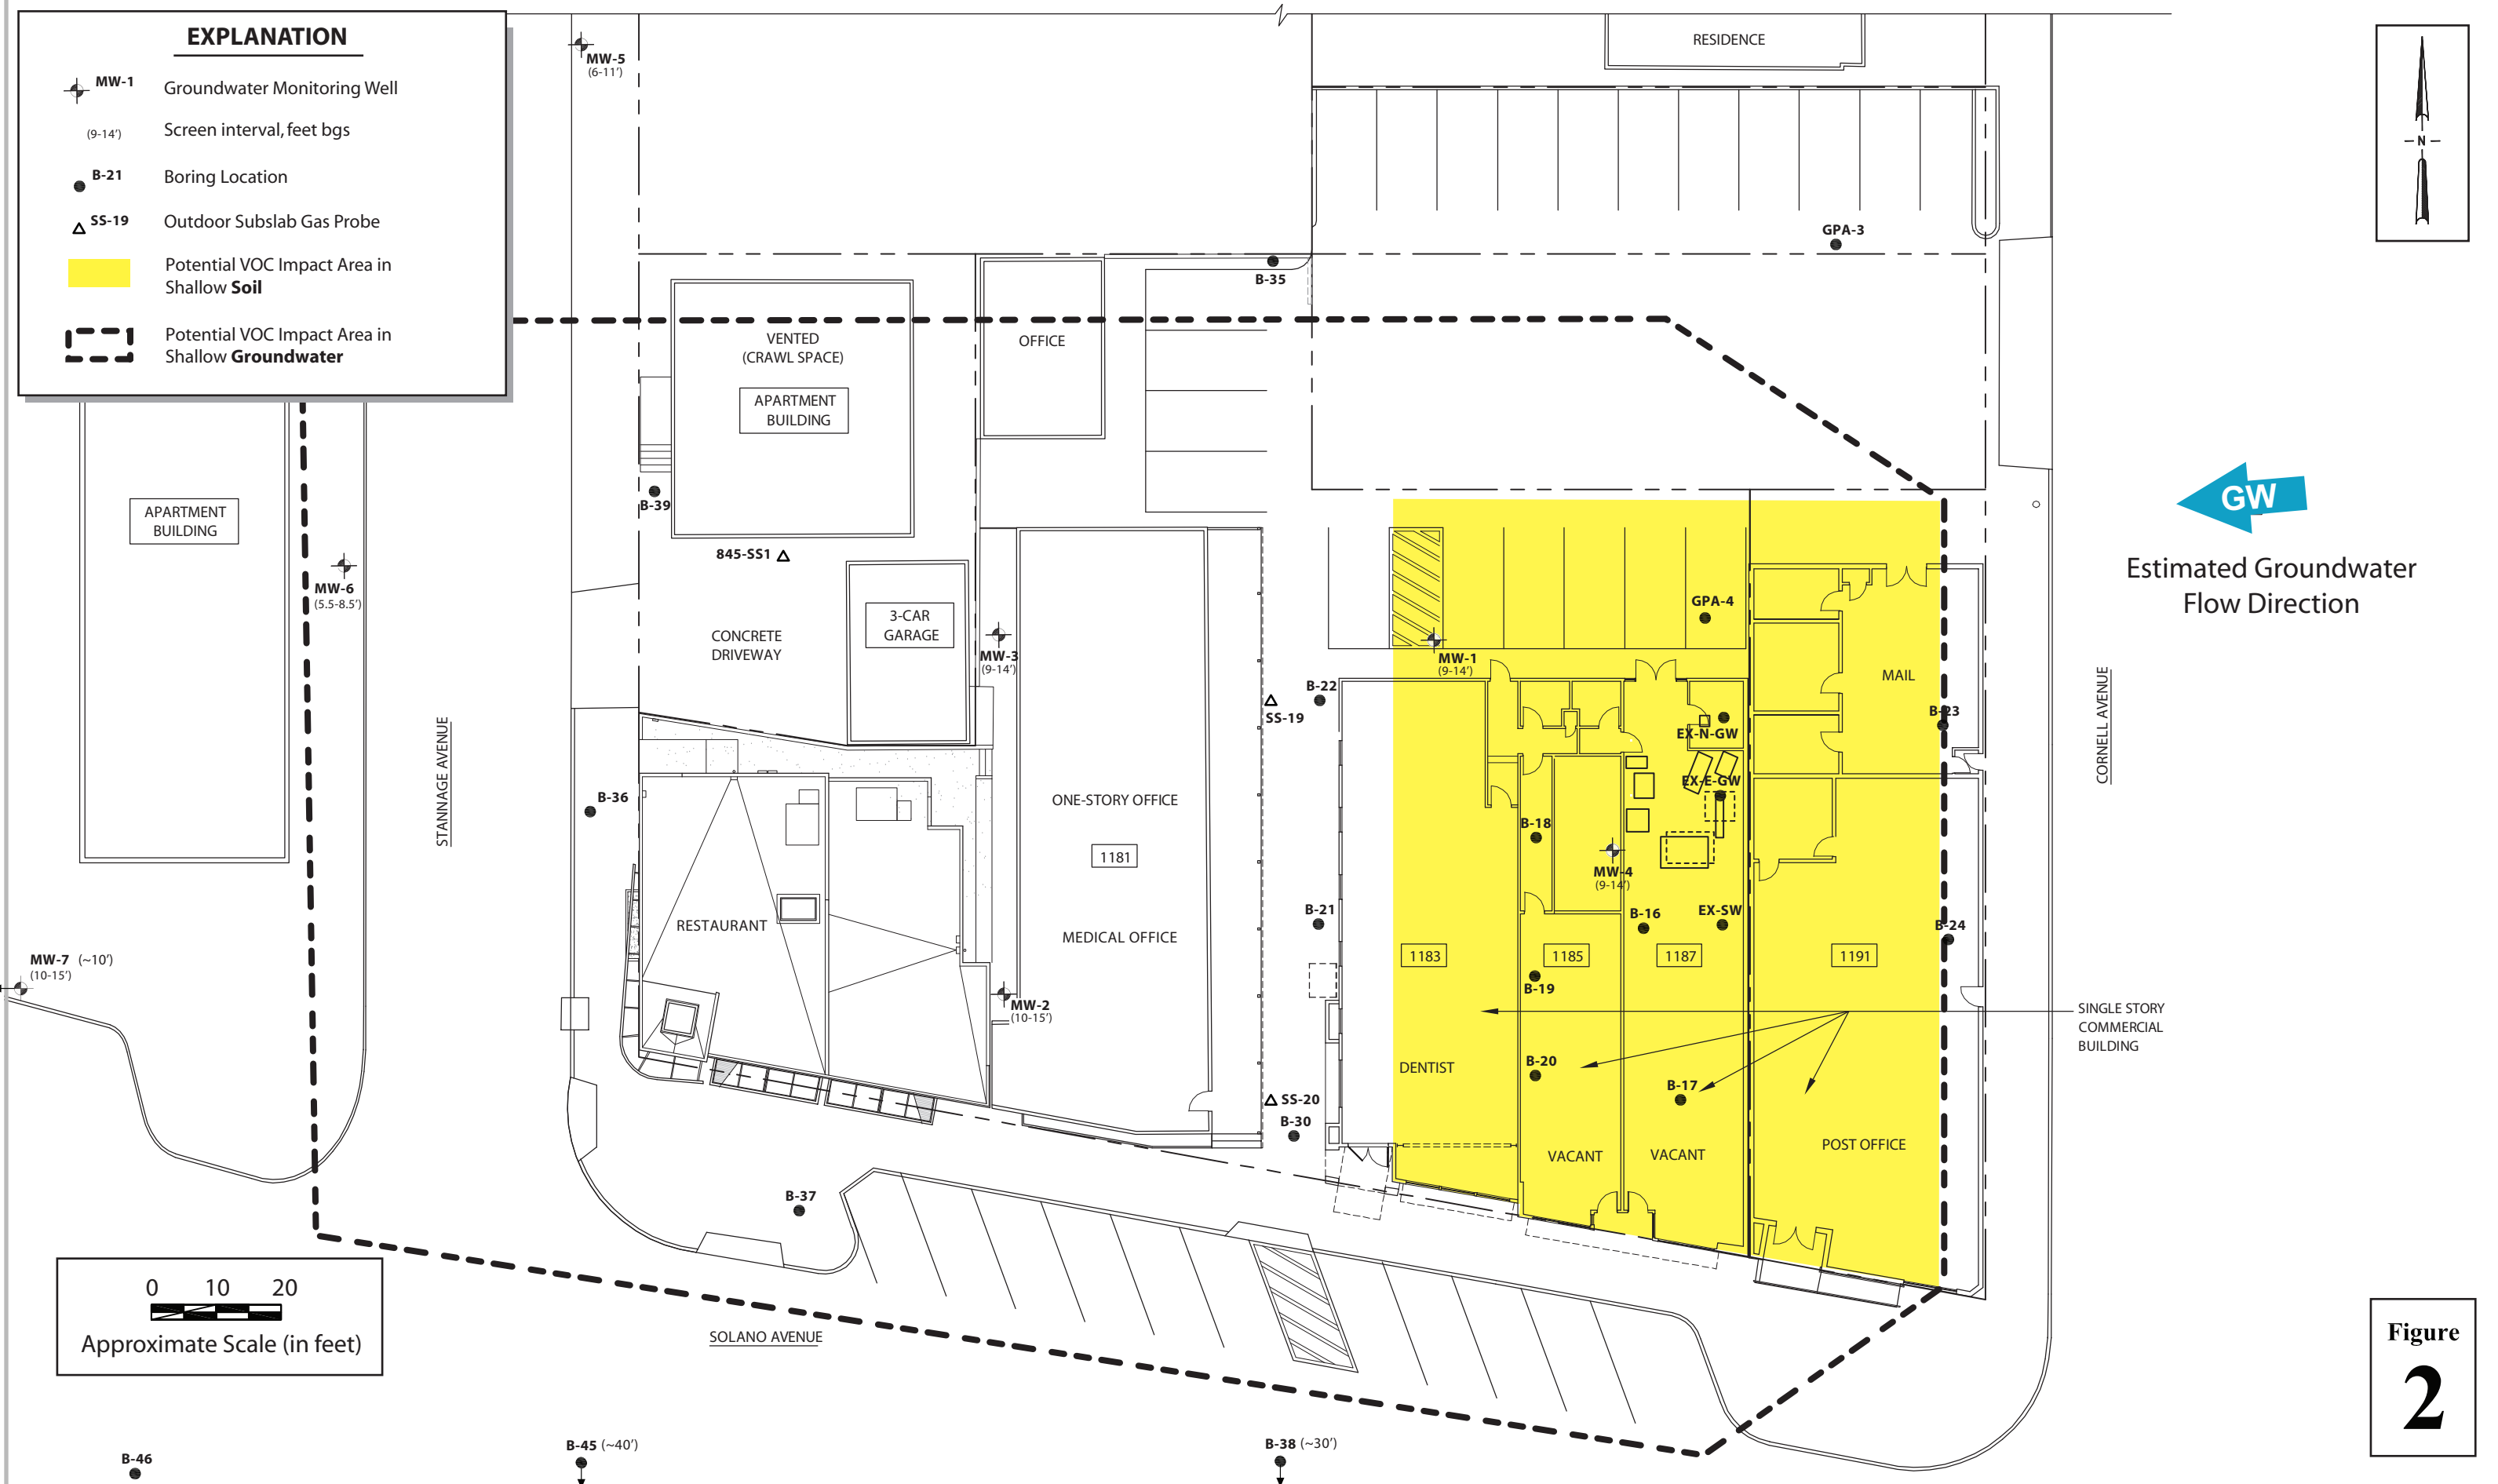 EXPLANATION
MW-1 Groundwater Monitoring Well
(9-14') Screen interval, feet bgs
B-21 Boring Location
SS-19 Outdoor Subslab Gas Probe
Potential VOC Impact Area in
Shallow Soil
Potential VOC Impact Area in
Shallow Groundwater
MW-5
(6-11')
RESIDENCE
N
GPA-3
B-35
VENTED
(CRAWL SPACE)
OFFICE
APARTMENT
BUILDING
B-39
APARTMENT
BUILDING
845-SS1
MW-6
(5.5-8.5')
3-CAR
GARAGE
CONCRETE
DRIVEWAY
MW-3
(9-14')
GW
Estimated Groundwater
Flow Direction
GPA-4
MW-1
(9-14')
MAIL
B-22
SS-19
B-23
EX-N-GW
EX-E-GW
CORNELL AVENUE
STANNAGE AVENUE
B-36
ONE-STORY OFFICE
1181
B-18
MW-4
(9-14')
RESTAURANT
MEDICAL OFFICE
B-21
B-16
EX-SW
B-24
1183
1185
1187
1191
MW-7 (~10')
(10-15')
B-19
MW-2
(10-15')
SINGLE STORY
COMMERCIAL
BUILDING
DENTIST
B-20
B-17
SS-20
B-30
VACANT
VACANT
POST OFFICE
B-37
0 10 20
Approximate Scale (in feet)
SOLANO AVENUE
Figure
2
B-46
B-45 (~40')
B-38 (~30')